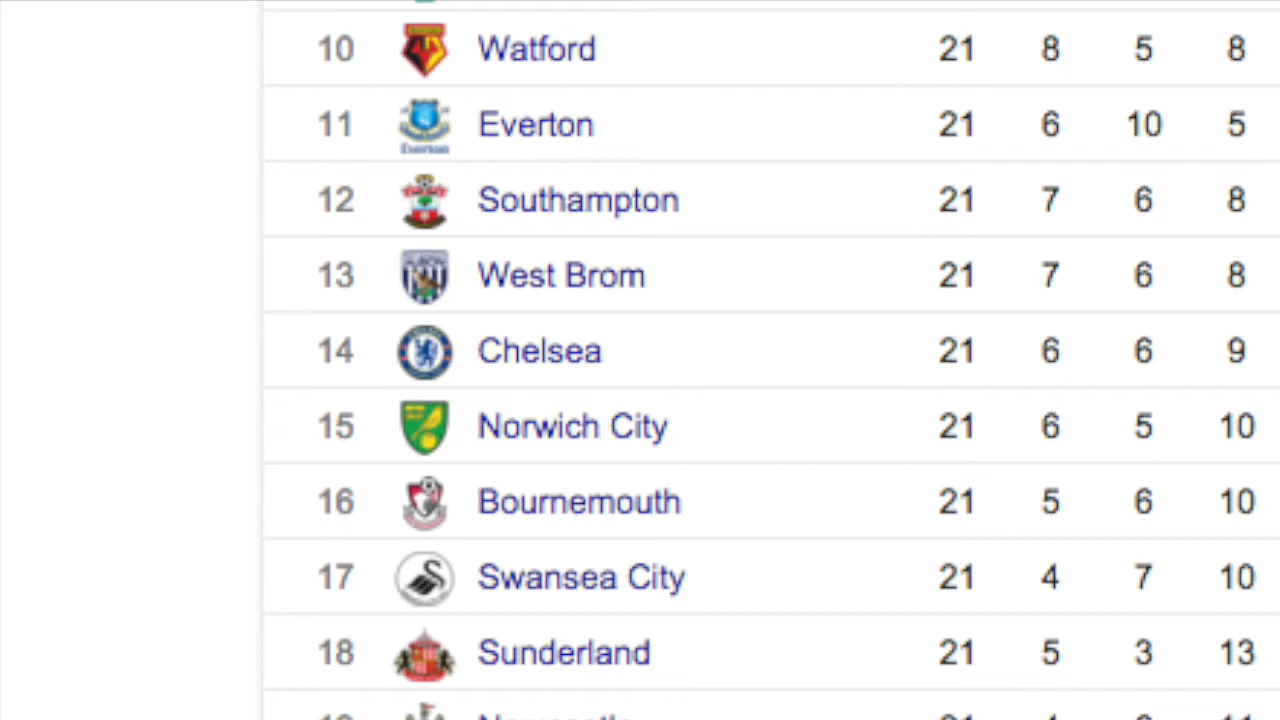 10 Watford 21 8 5 8
11 Everton 21 6 10 5
12 Southampton 21 7 6 8
13 West Brom 21 7 6 8
14 Chelsea 21 6 6 9
15 Norwich City 21 6 5 10
16 Bournemouth 21 5 6 10
17 Swansea City 21 4 7 10
18 Sunderland 21 5 3 13